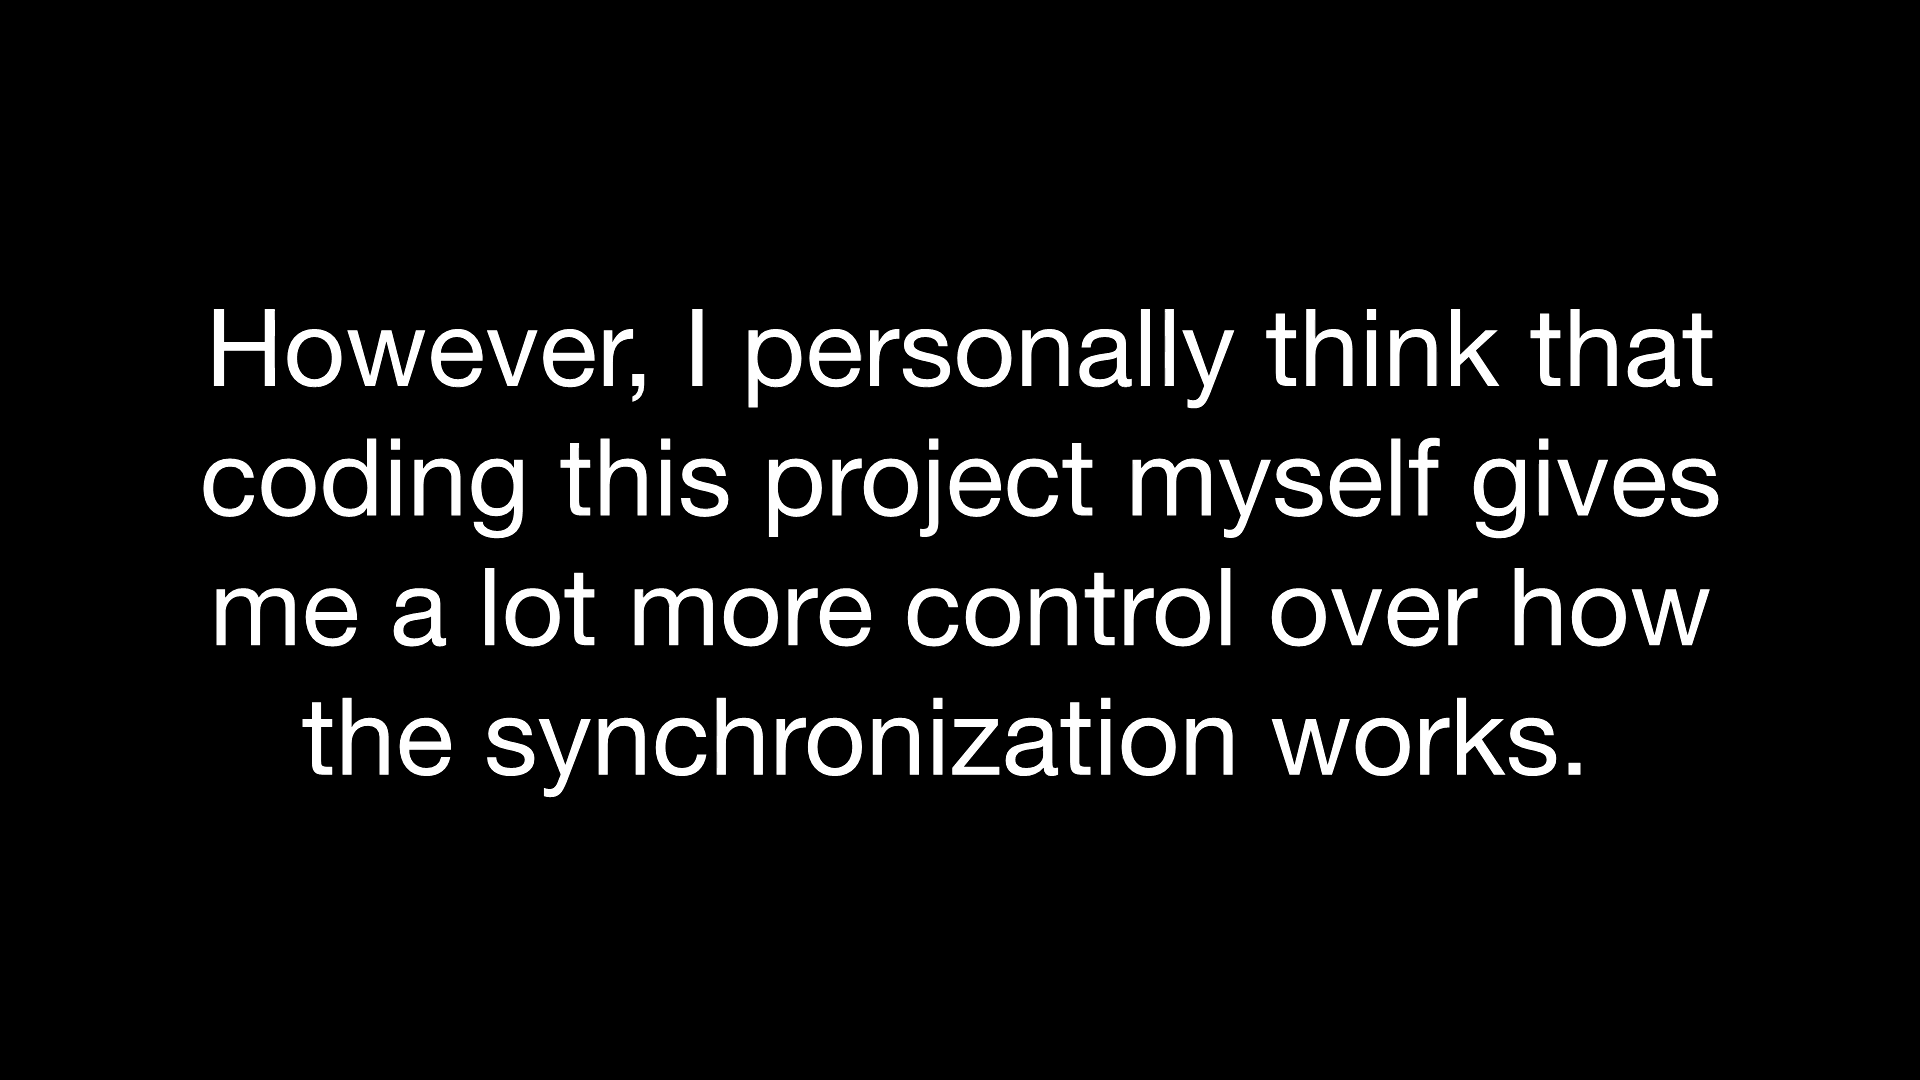 However, I personally think that
coding this project myself gives
me a lot more control over how
the synchronization works.